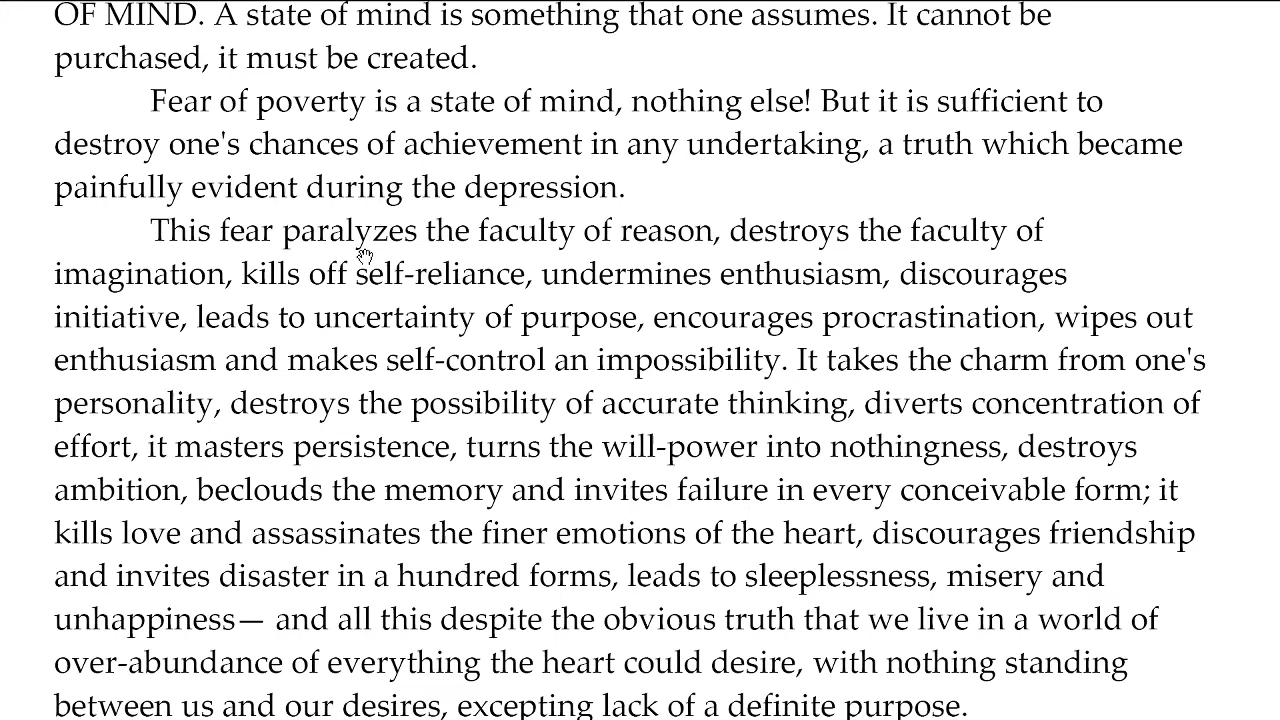 OF MIND. A state of mind is something that one assumes. It cannot be
purchased, it must be created.
Fear of poverty is a state of mind, nothing else! But it is sufficient to
destroy one's chances of achievement in any undertaking, a truth which became
painfully evident during the depression.
This fear paralyzes the faculty of reason, destroys the faculty of
imagination, kills off self-reliance, undermines enthusiasm, discourages
initiative, leads to uncertainty of purpose, encourages procrastination, wipes out
enthusiasm and makes self-control an impossibility. It takes the charm from one's
personality, destroys the possibility of accurate thinking, diverts concentration of
effort, it masters persistence, turns the will-power into nothingness, destroys
ambition, beclouds the memory and invites failure in every conceivable form; it
kills love and assassinates the finer emotions of the heart, discourages friendship
and invites disaster in a hundred forms, leads to sleeplessness, misery and
unhappiness— and all this despite the obvious truth that we live in a world of
over-abundance of everything the heart could desire, with nothing standing
between us and our desires, excepting lack of a definite purpose.